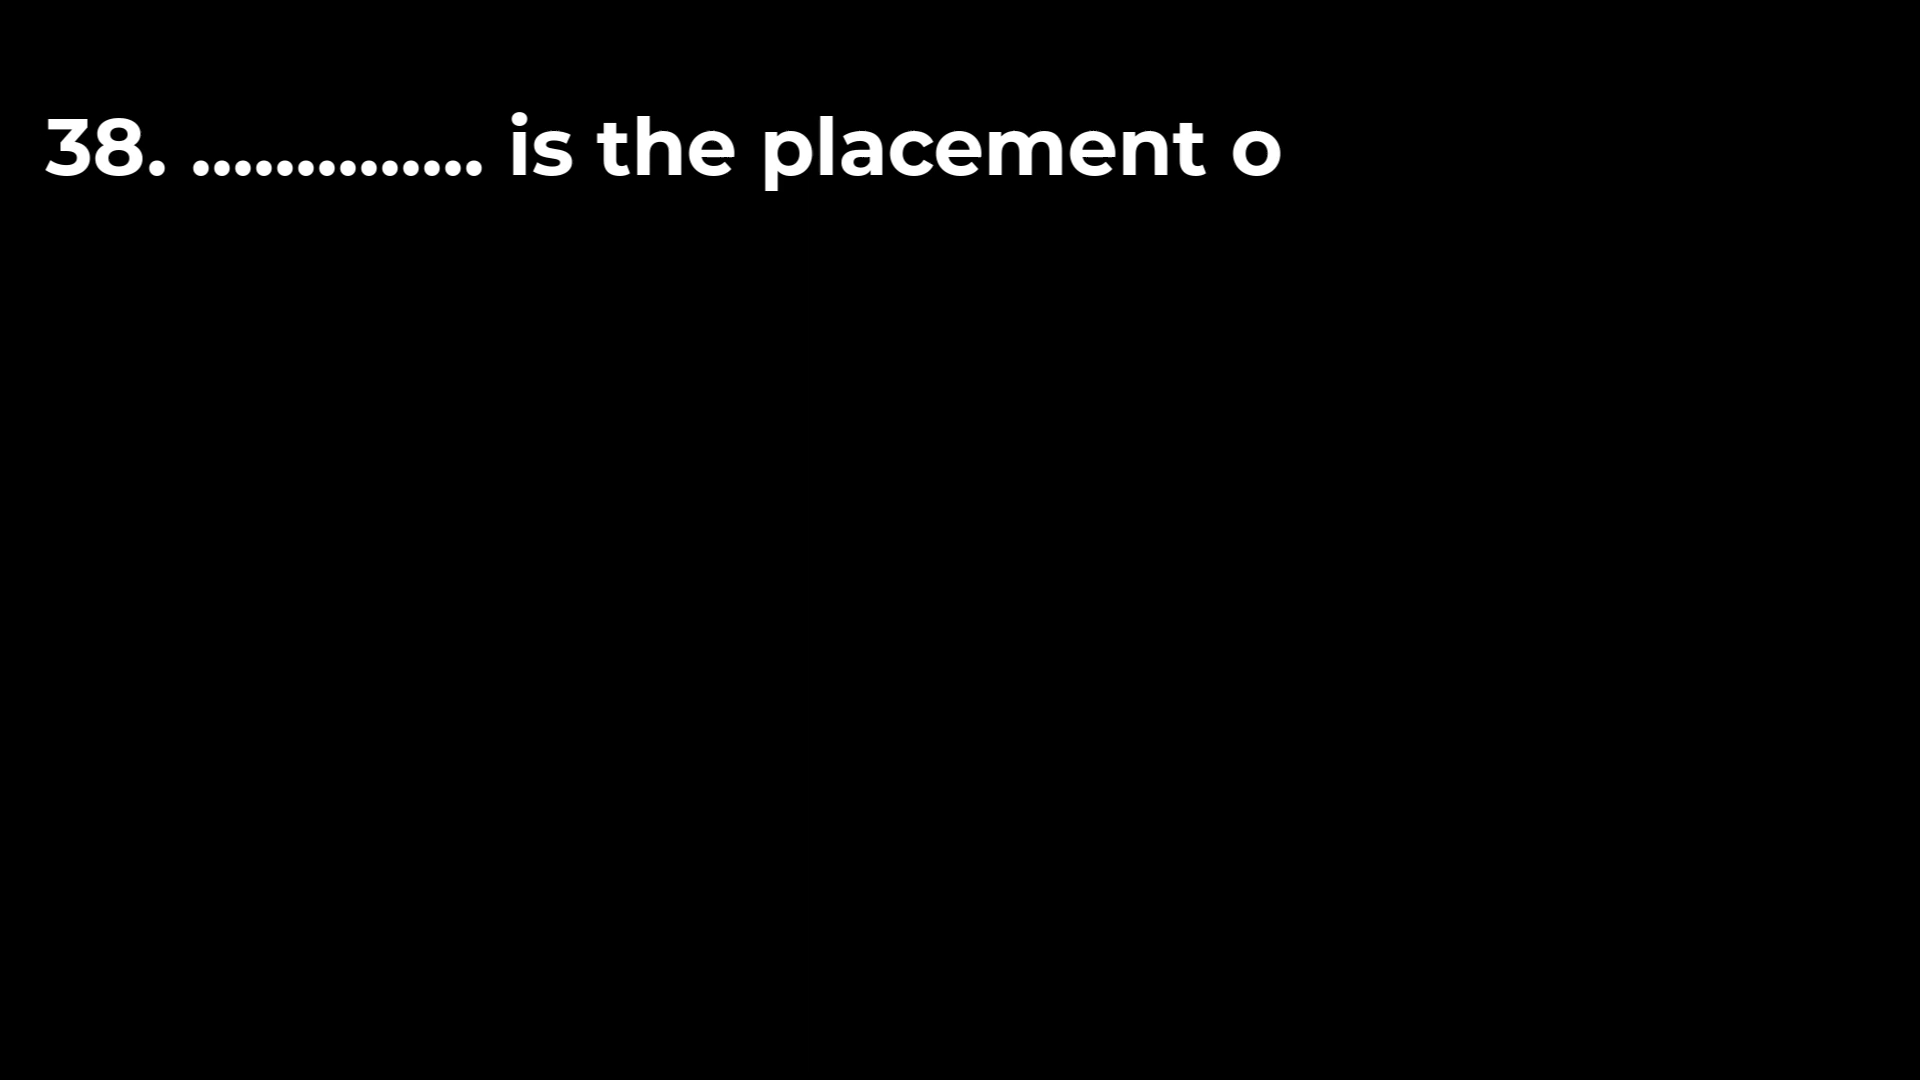 38. .............. is the placement o